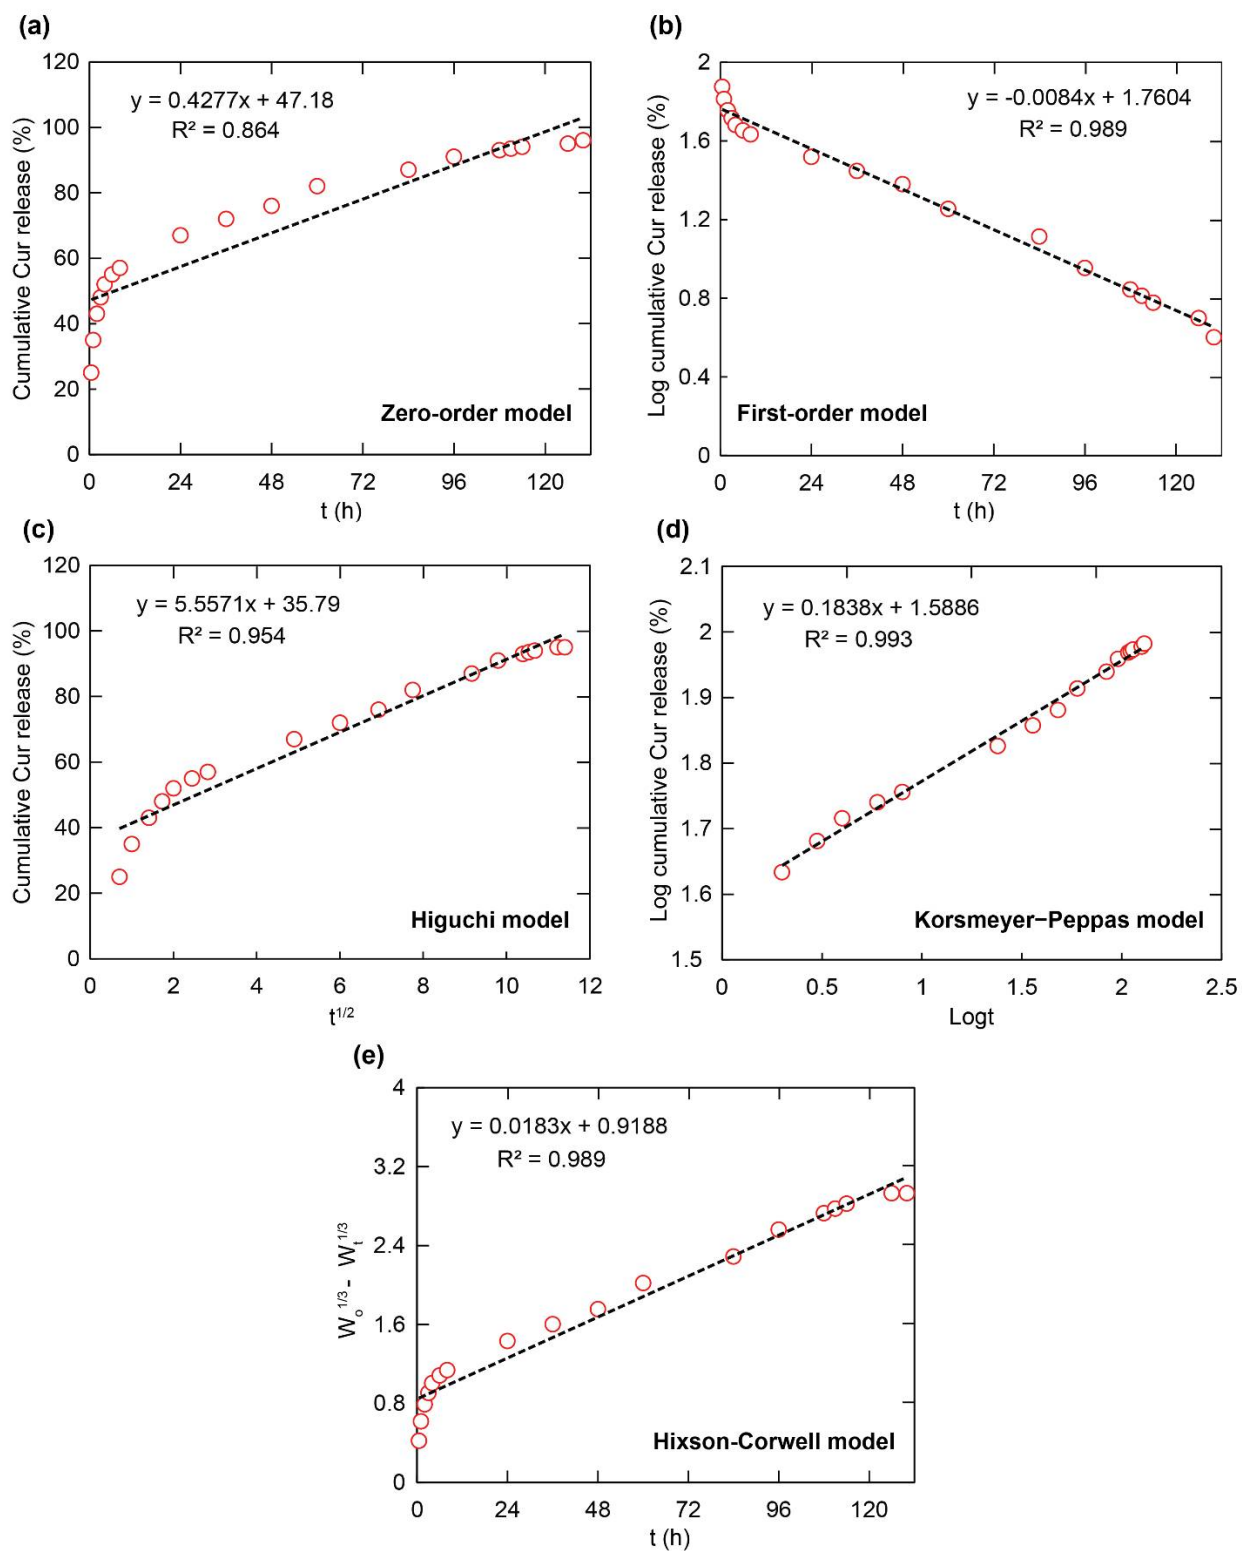 (a)
120
100
80
60
40
20
0
Cumulative Cur release (%)
y = 0.4277x + 47.18
R² = 0.864
Zero-order model
0 24 48 72 96 120
t (h)
(b)
2
1.6
1.2
0.8
0.4
0
Log cumulative Cur release (%)
y = -0.0084x + 1.7604
R² = 0.989
First-order model
0 24 48 72 96 120
t (h)
(c)
120
100
80
60
40
20
0
Cumulative Cur release (%)
y = 5.5571x + 35.79
R² = 0.954
Higuchi model
0 2 4 6 8 10 12
t^1/2
(d)
2.1
2
1.9
1.8
1.7
1.6
1.5
Log cumulative Cur release (%)
y = 0.1838x + 1.5886
R² = 0.993
Korsmeyer−Peppas model
0 0.5 1 1.5 2 2.5
Logt
(e)
4
3.2
2.4
1.6
0.8
0
W_o^1/3 - W_t^1/3
y = 0.0183x + 0.9188
R² = 0.989
Hixson-Corwell model
0 24 48 72 96 120
t (h)